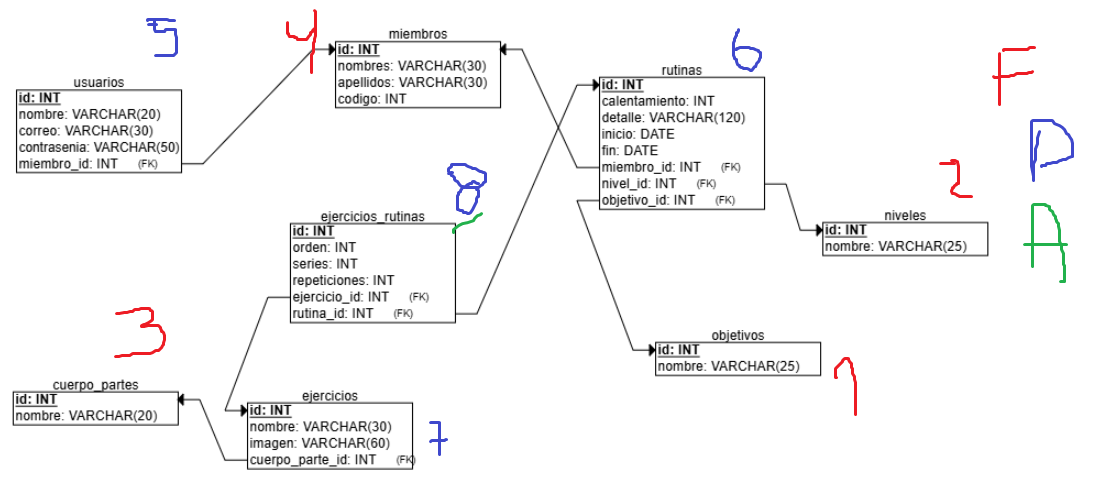 5
usuarios
id: INT
nombre: VARCHAR(20)
correo: VARCHAR(30)
contrasenia: VARCHAR(50)
miembro_id: INT (FK)
4
miembros
id: INT
nombres: VARCHAR(30)
apellidos: VARCHAR(30)
codigo: INT
6
rutinas
id: INT
calentamiento: INT
detalle: VARCHAR(120)
inicio: DATE
fin: DATE
miembro_id: INT (FK)
nivel_id: INT (FK)
objetivo_id: INT (FK)
F
D
A
2
niveles
id: INT
nombre: VARCHAR(25)
8
ejercicios_rutinas
id: INT
orden: INT
series: INT
repeticiones: INT
ejercicio_id: INT (FK)
rutina_id: INT (FK)
objetivos
id: INT
nombre: VARCHAR(25)
1
3
cuerpo_partes
id: INT
nombre: VARCHAR(20)
ejercicios
id: INT
nombre: VARCHAR(30)
imagen: VARCHAR(60)
cuerpo_parte_id: INT (FK)
7